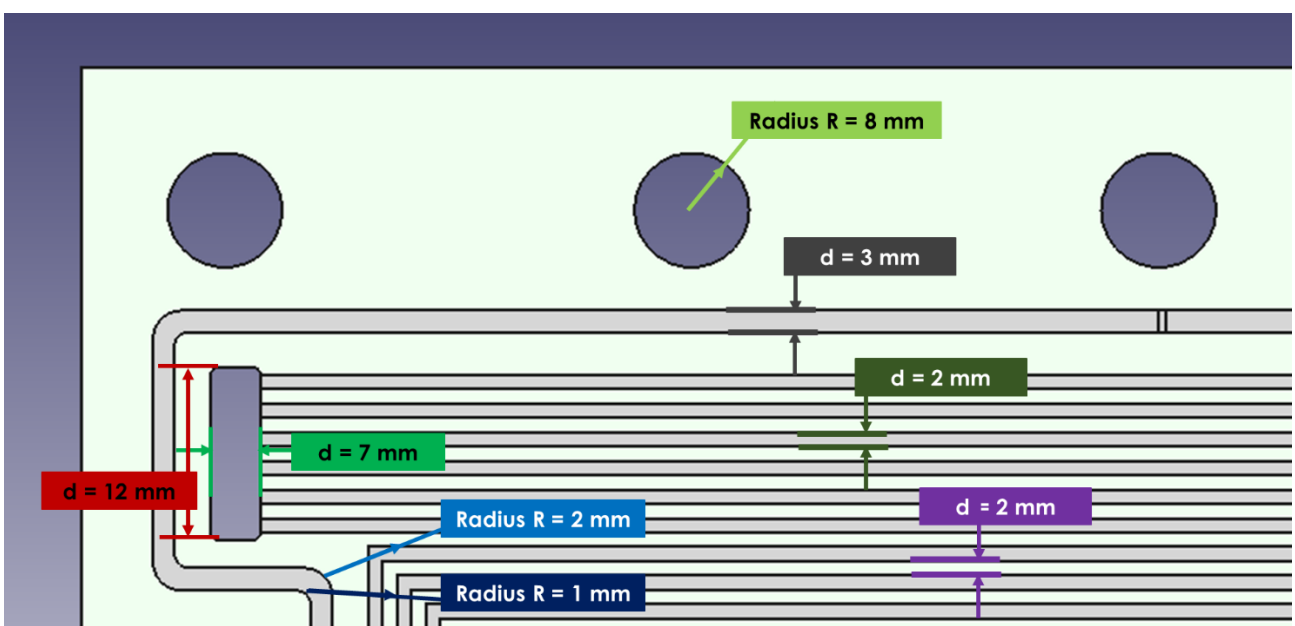 Radius R = 8 mm
d = 3 mm
d = 2 mm
d = 7 mm
d = 12 mm
Radius R = 2 mm
d = 2 mm
Radius R = 1 mm